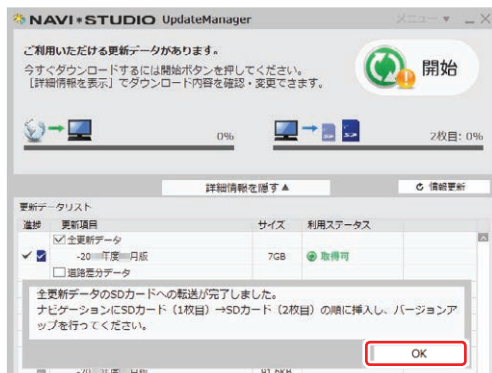 NAVI*STUDIO UpdateManager
メニュー ▼ _ X
ご利用いただける更新データがあります。
今すぐダウンロードするには開始ボタンを押してください。
[詳細情報を表示]でダウンロード内容を確認・変更できます。
開始
0%
2枚目: 0%
詳細情報を隠す▲
情報更新
更新データリスト
進捗 更新項目 サイズ 利用ステータス
全更新データ
-20 年度 月版 7GB 取得可
道路差分データ
全更新データのSDカードへの転送が完了しました。
ナビゲーションにSDカード(1枚目)→SDカード(2枚目)の順に挿入し、バージョンア
ップを行ってください。
OK